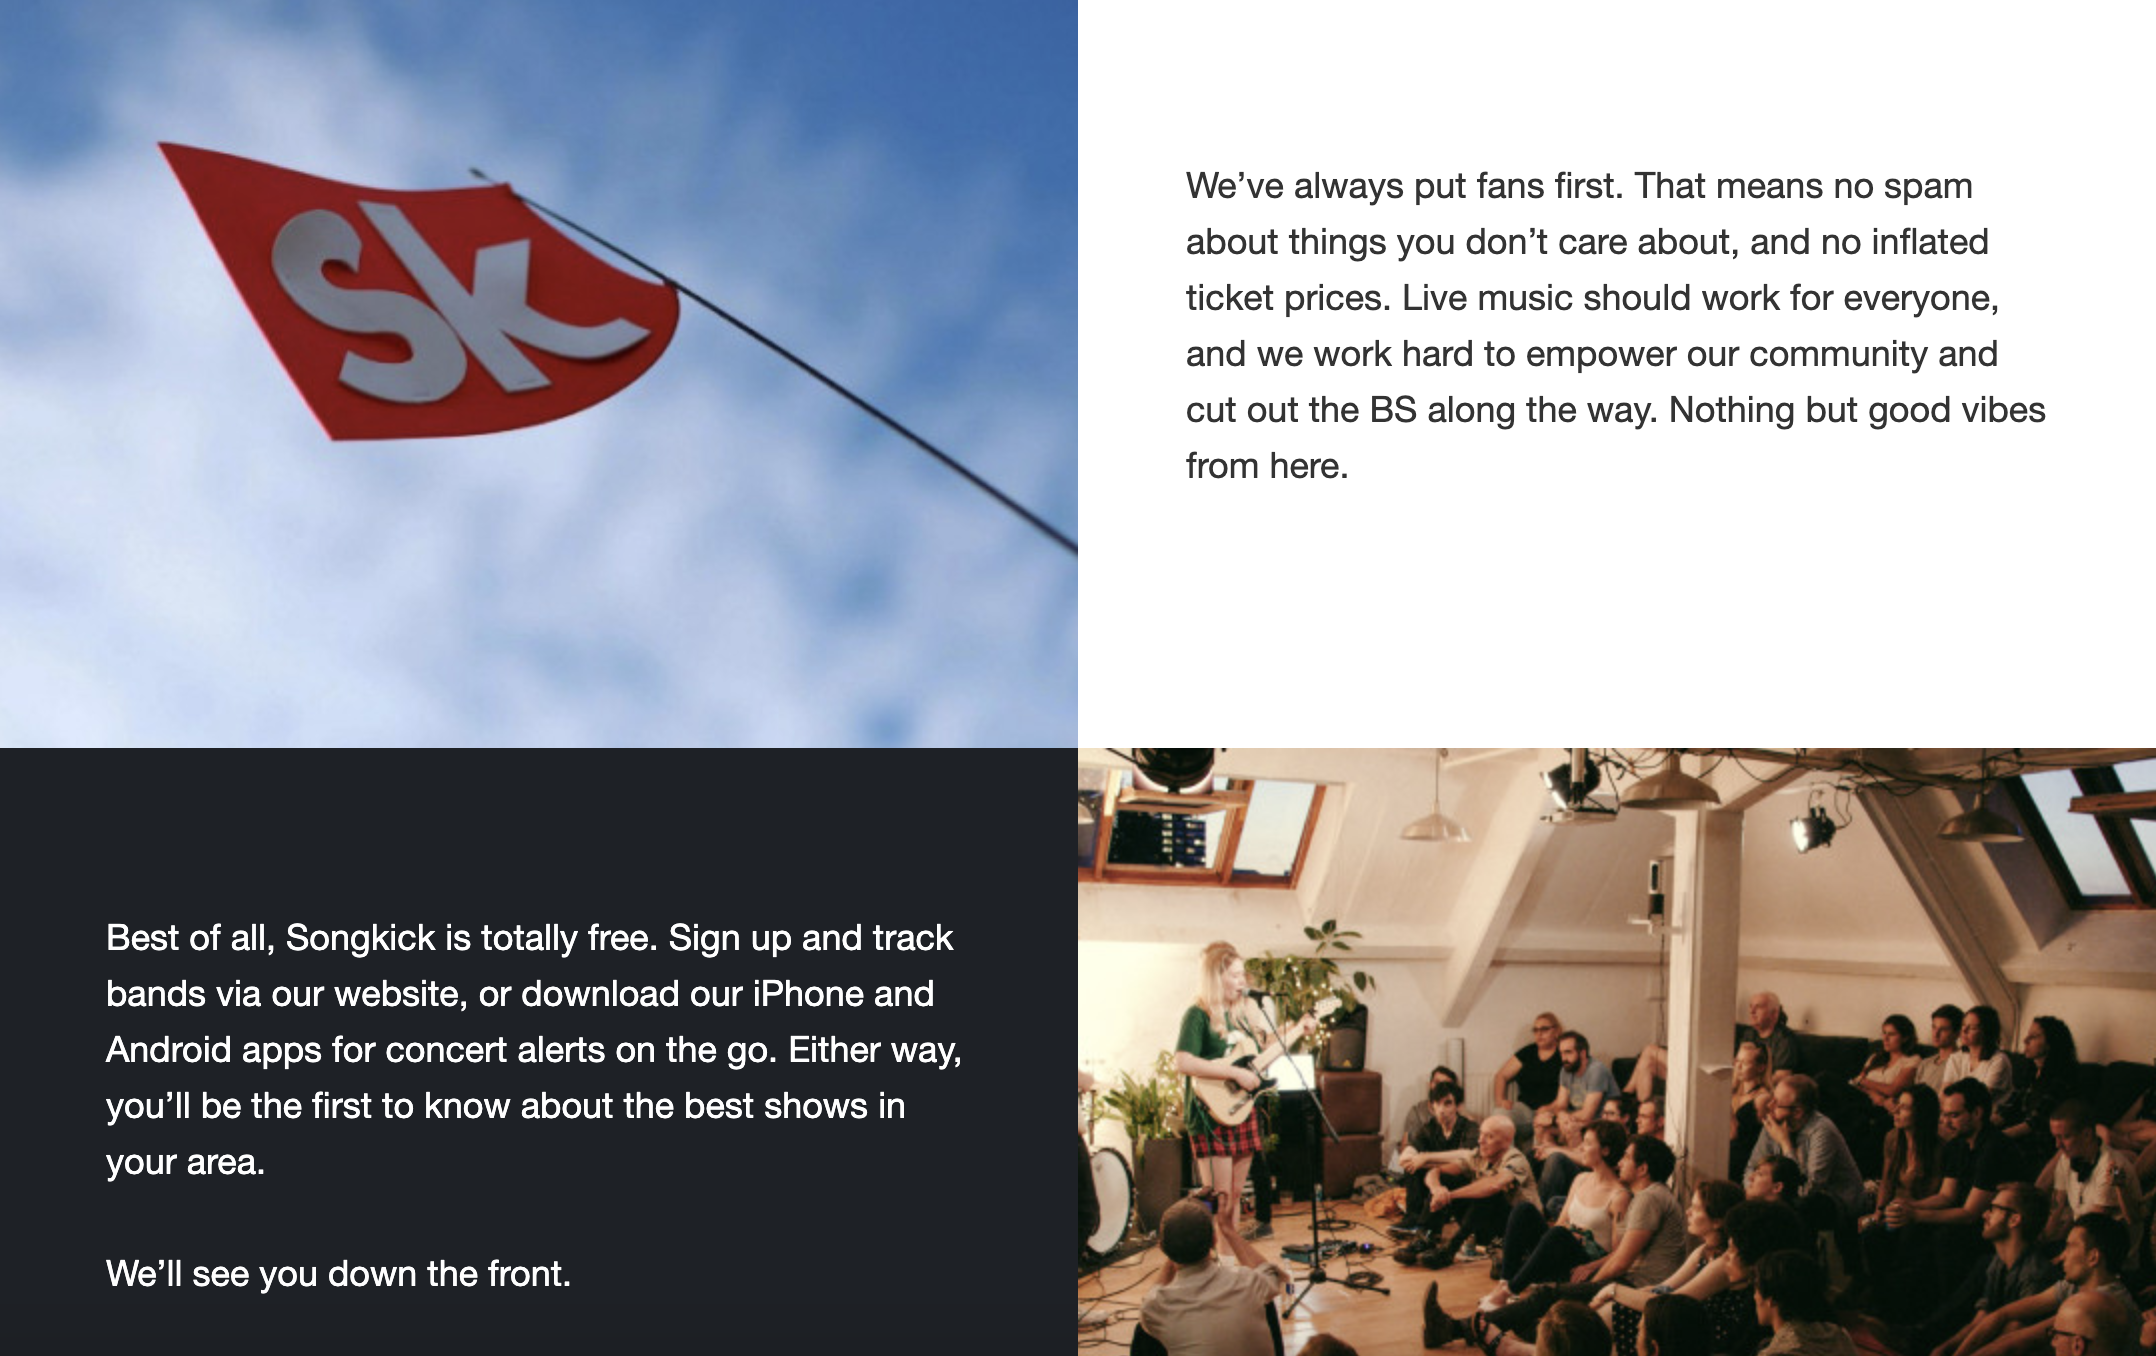 sk
We’ve always put fans first. That means no spam
about things you don’t care about, and no inflated
ticket prices. Live music should work for everyone,
and we work hard to empower our community and
cut out the BS along the way. Nothing but good vibes
from here.
Best of all, Songkick is totally free. Sign up and track
bands via our website, or download our iPhone and
Android apps for concert alerts on the go. Either way,
you’ll be the first to know about the best shows in
your area.
We’ll see you down the front.